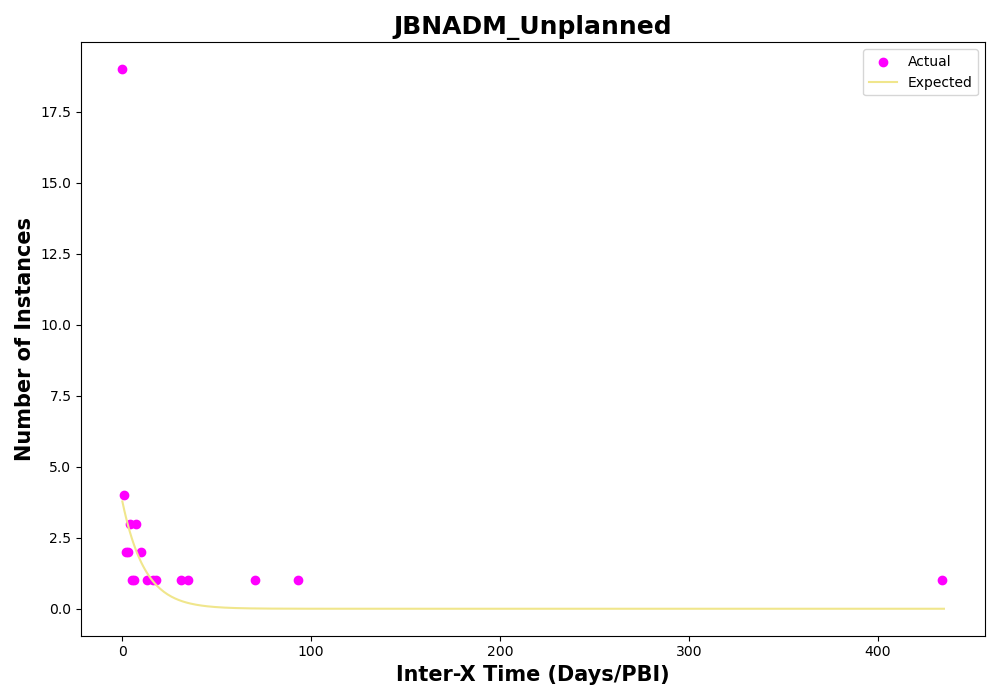 JBNADM_Unplanned
Actual
Expected
17.5
15.0
12.5
10.0
7.5
5.0
2.5
0.0
Number of Instances
0
100
200
300
400
Inter-X Time (Days/PBI)